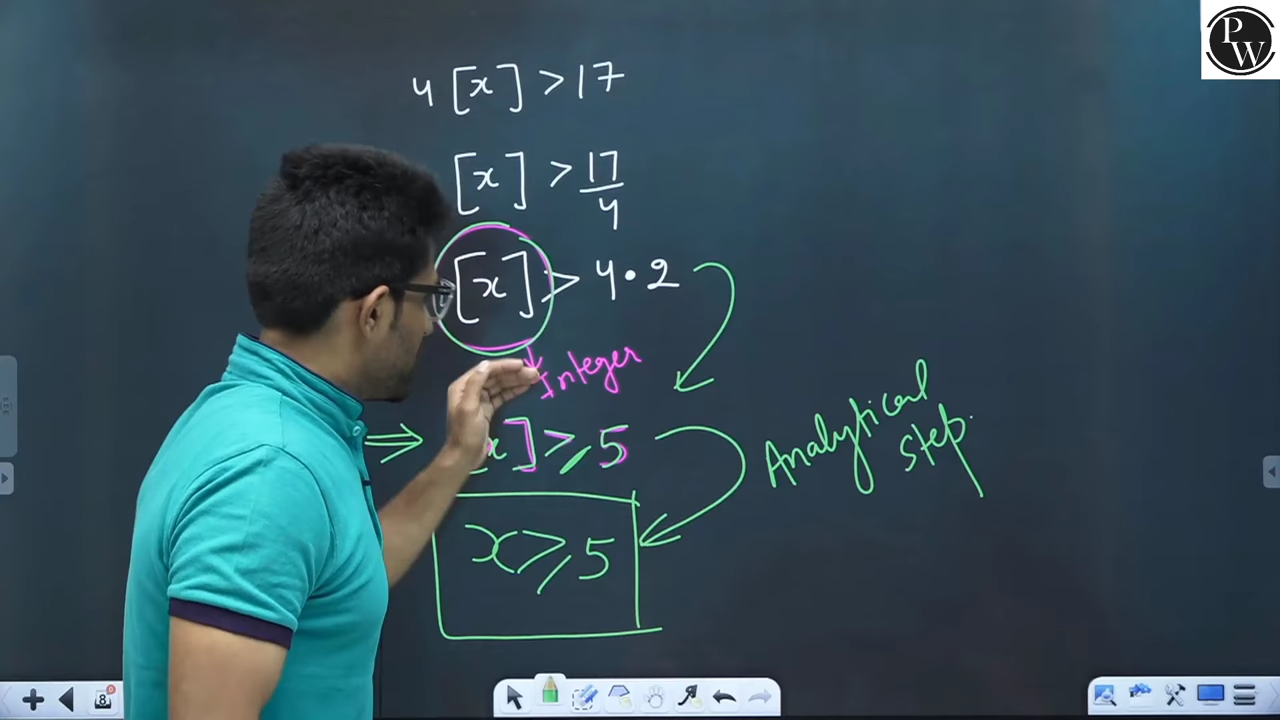 PW
4 [x] > 17
[x] > 17/4
[x] > 4.2
Integer
⇒ [x] ≥ 5
Analytical step.
x ≥ 5